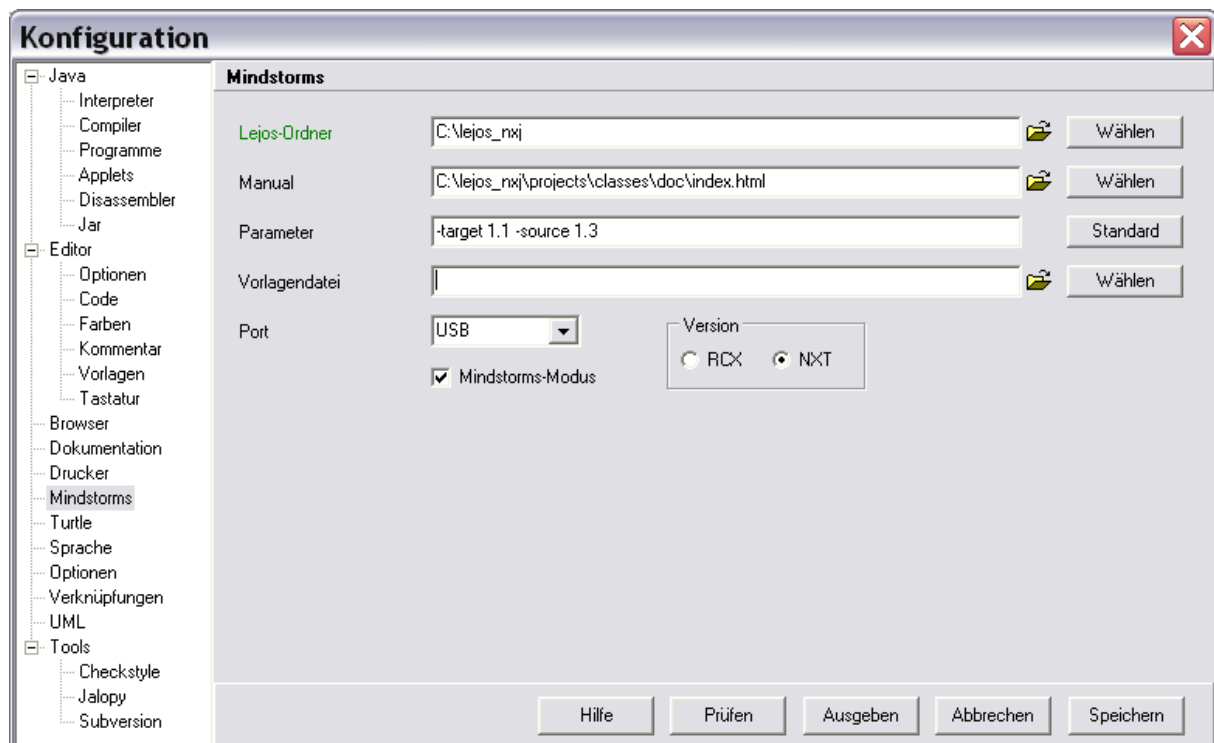 Konfiguration
Java
Interpreter
Compiler
Programme
Applets
Disassembler
Jar
Editor
Optionen
Code
Farben
Kommentar
Vorlagen
Tastatur
Browser
Dokumentation
Drucker
Mindstorms
Turtle
Sprache
Optionen
Verknüpfungen
UML
Tools
Checkstyle
Jalopy
Subversion
Mindstorms
Lejos-Ordner C:\lejos_nxj Wählen
Manual C:\lejos_nxj\projects\classes\doc\index.html Wählen
Parameter -target 1.1 -source 1.3 Standard
Vorlagendatei Wählen
Port USB Version
RCX NXT
Mindstorms-Modus
Hilfe Prüfen Ausgeben Abbrechen Speichern